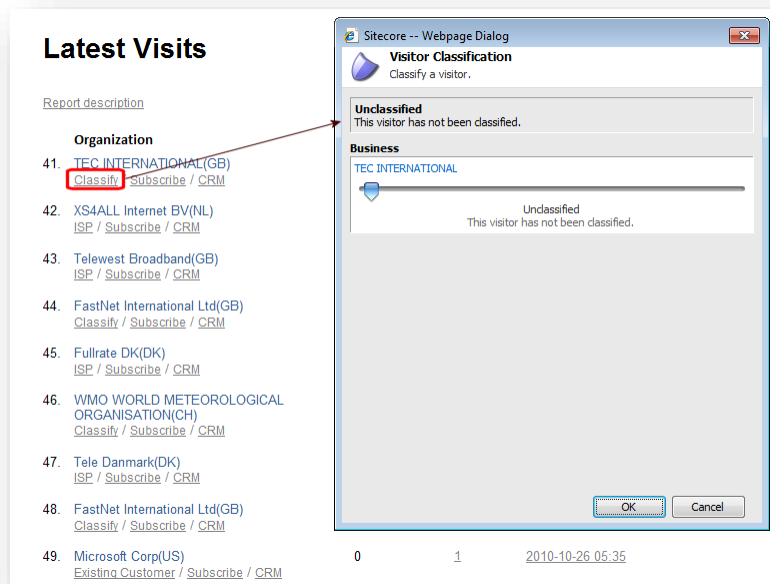 Latest Visits
Report description
Organization
41. TEC INTERNATIONAL(GB)
Classify / Subscribe / CRM
42. XS4ALL Internet BV(NL)
ISP / Subscribe / CRM
43. Telewest Broadband(GB)
ISP / Subscribe / CRM
44. FastNet International Ltd(GB)
Classify / Subscribe / CRM
45. Fullrate DK(DK)
ISP / Subscribe / CRM
46. WMO WORLD METEOROLOGICAL
ORGANISATION(CH)
Classify / Subscribe / CRM
47. Tele Danmark(DK)
ISP / Subscribe / CRM
48. FastNet International Ltd(GB)
Classify / Subscribe / CRM
49. Microsoft Corp(US) 0 1 2010-10-26 05:35
Existing Customer / Subscribe / CRM
Sitecore -- Webpage Dialog
Visitor Classification
Classify a visitor.
Unclassified
This visitor has not been classified.
Business
TEC INTERNATIONAL
Unclassified
This visitor has not been classified.
OK Cancel